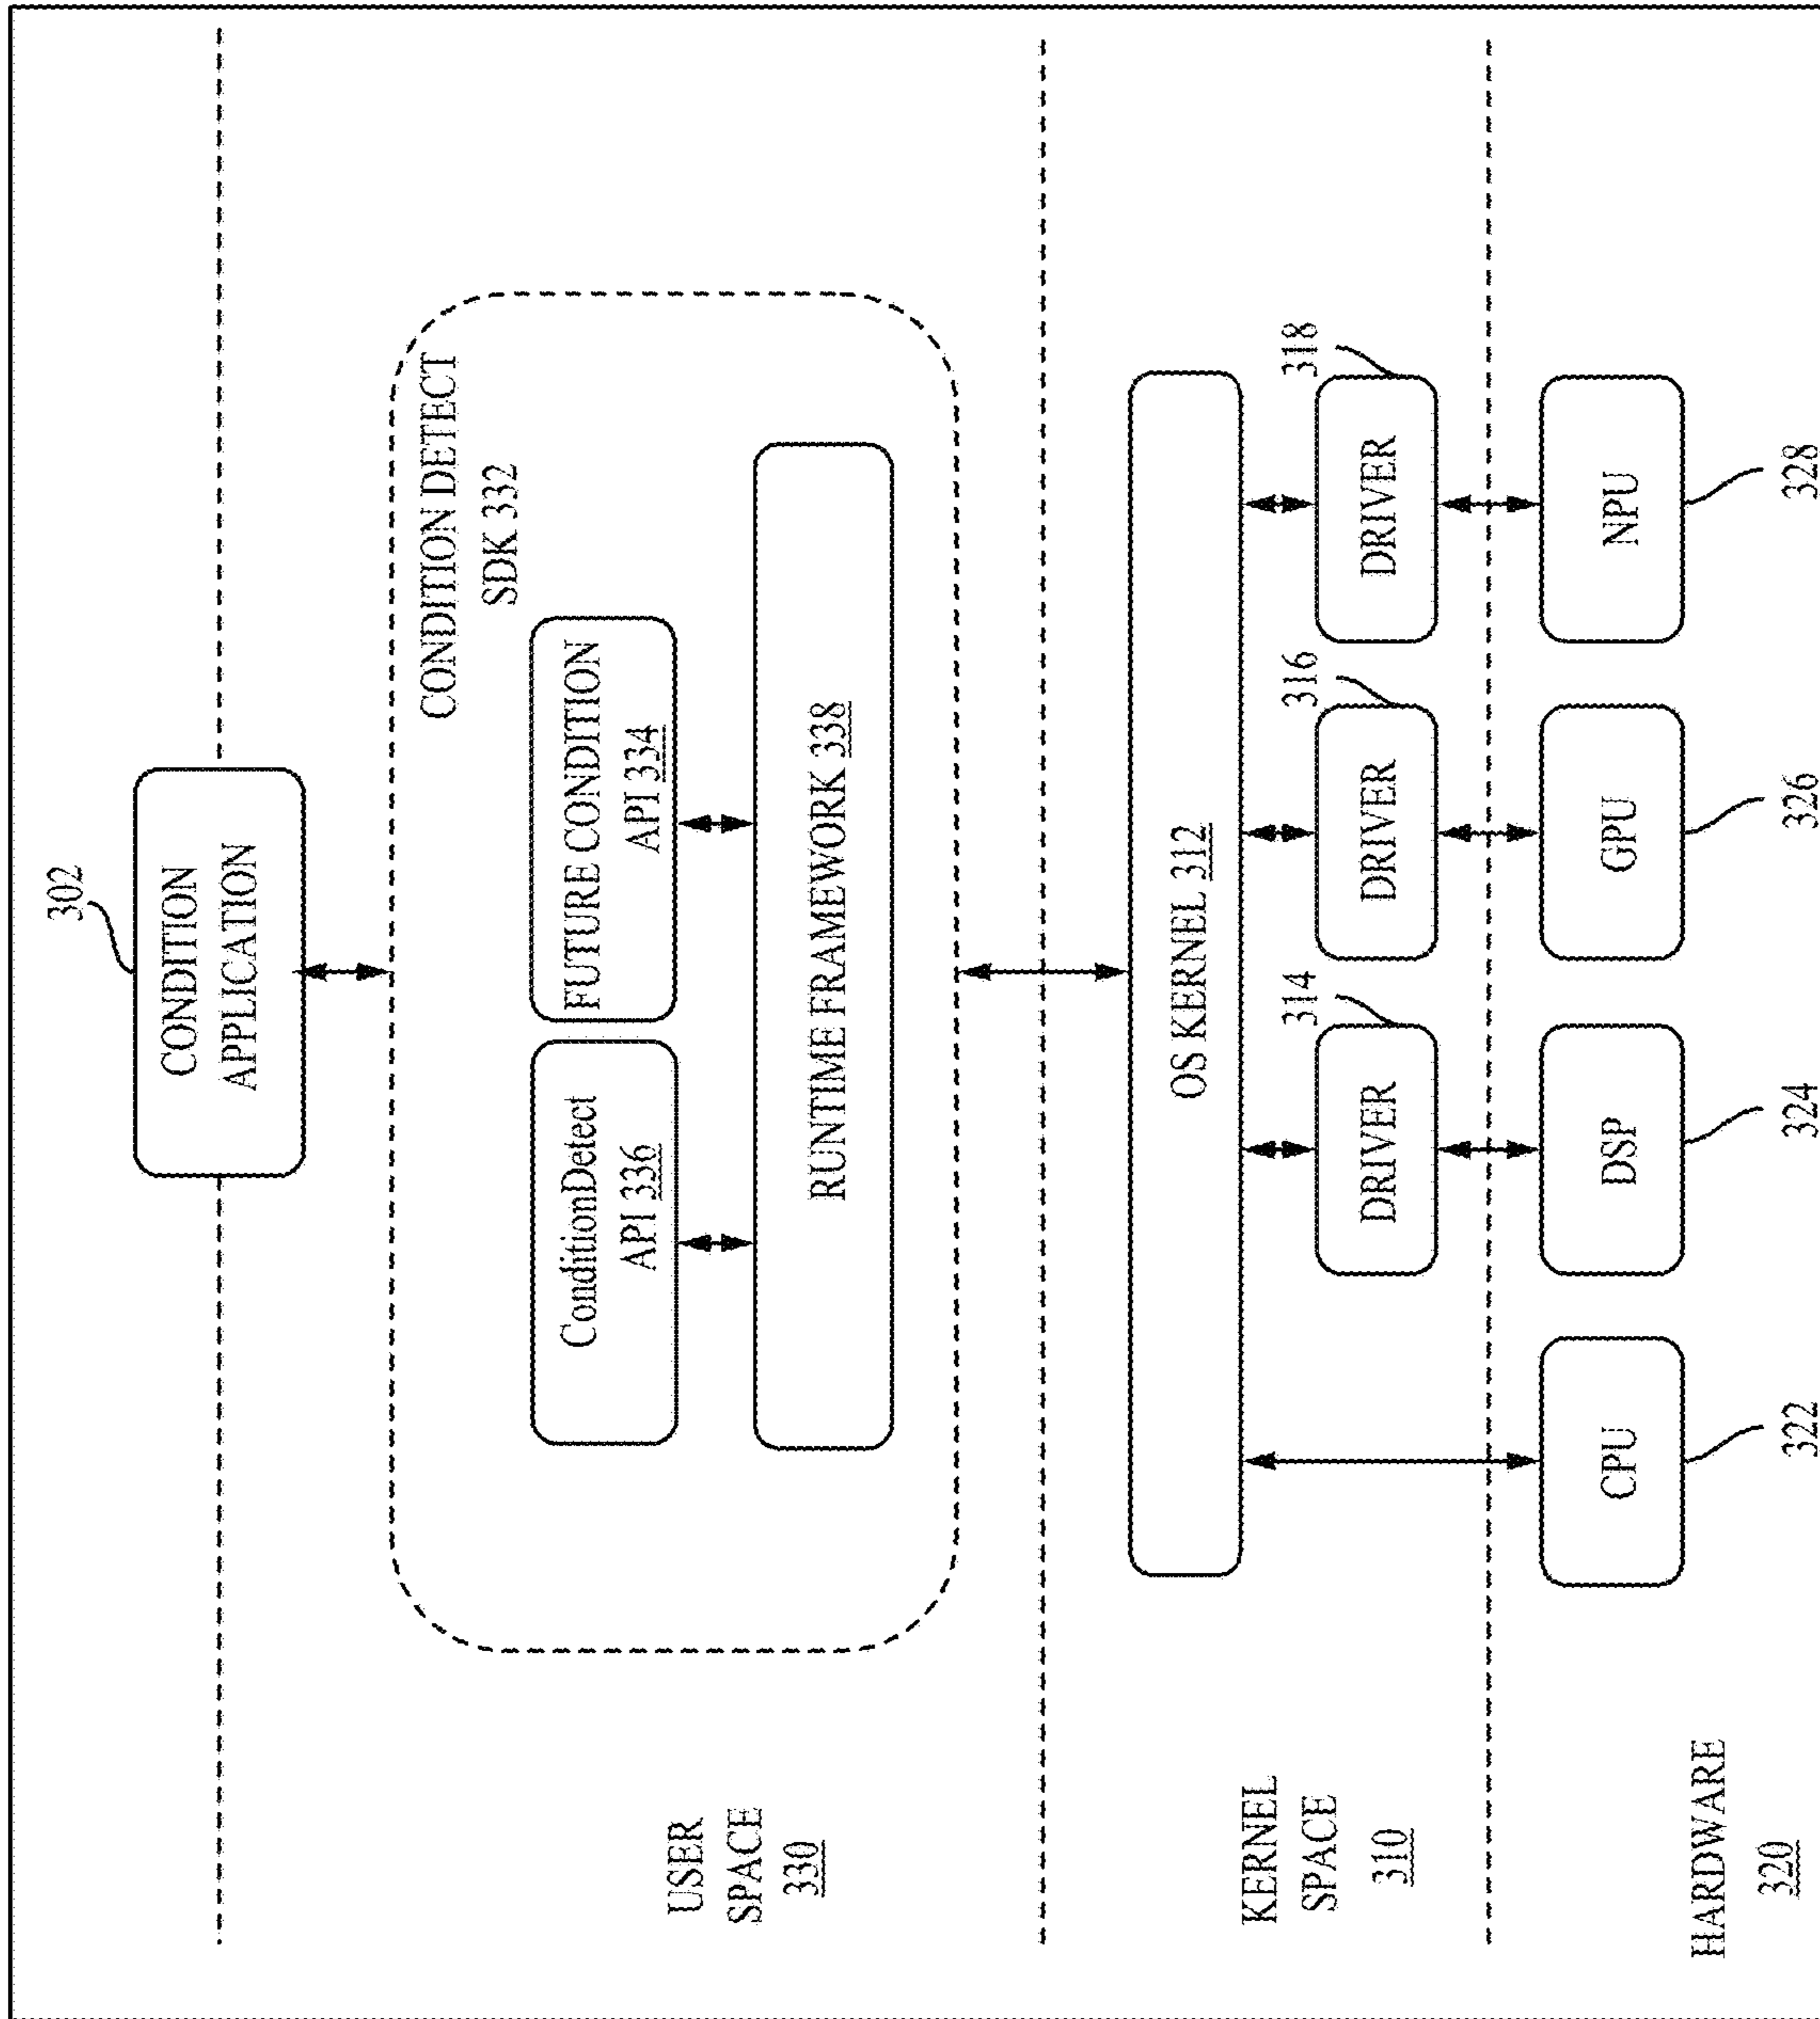 302
CONDITION
APPLICATION
CONDITION DETECT
SDK 332
ConditionDetect
API 336
FUTURE CONDITION
API 334
RUNTIME FRAMEWORK 338
USER
SPACE
330
OS KERNEL 312
KERNEL
SPACE
310
314
DRIVER
316
DRIVER
318
DRIVER
HARDWARE
320
CPU
DSP
GPU
NPU
322
324
326
328